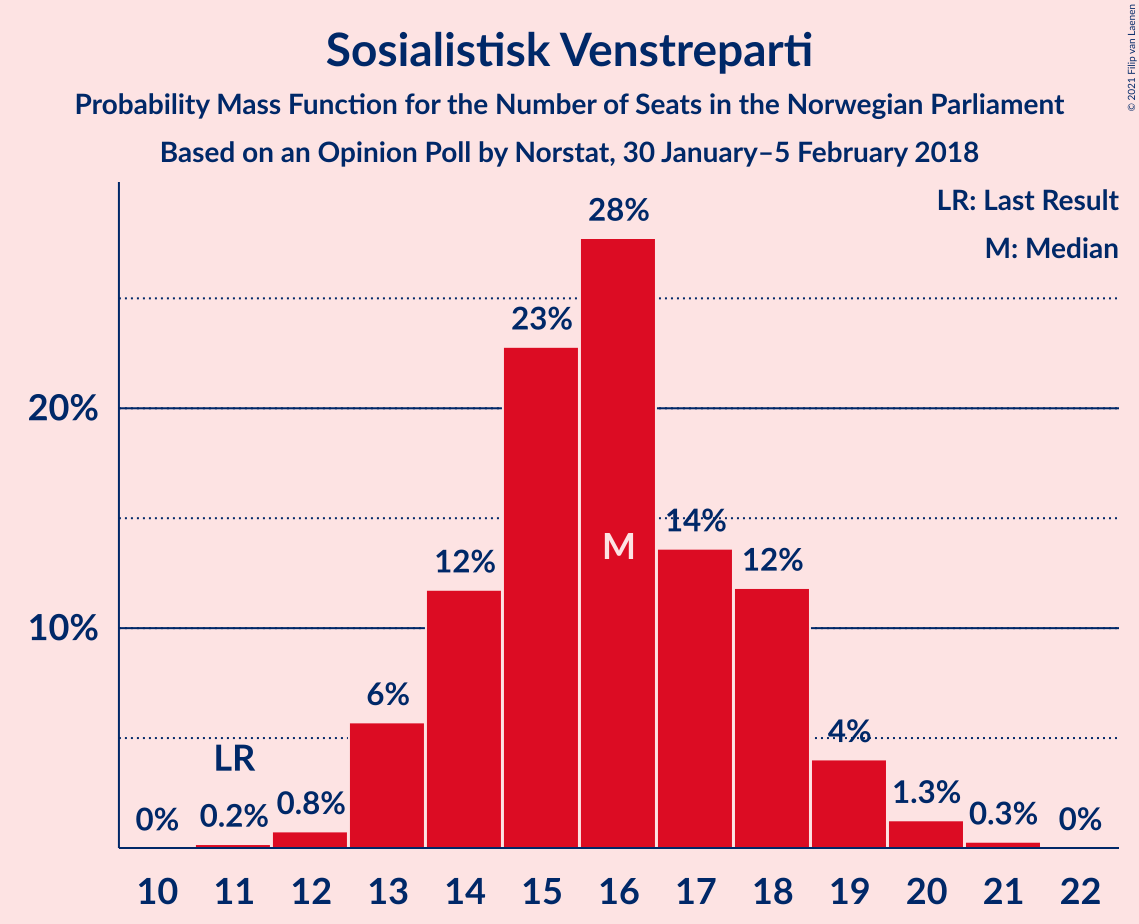 Sosialistisk Venstreparti
Probability Mass Function for the Number of Seats in the Norwegian Parliament
Based on an Opinion Poll by Norstat, 30 January–5 February 2018
© 2021 Filip van Laenen
LR: Last Result
M: Median
28%
23%
20%
14%
M
12%
12%
10%
6%
4%
LR
0%
0.2%
0.8%
1.3%
0.3%
0%
10 11 12 13 14 15 16 17 18 19 20 21 22